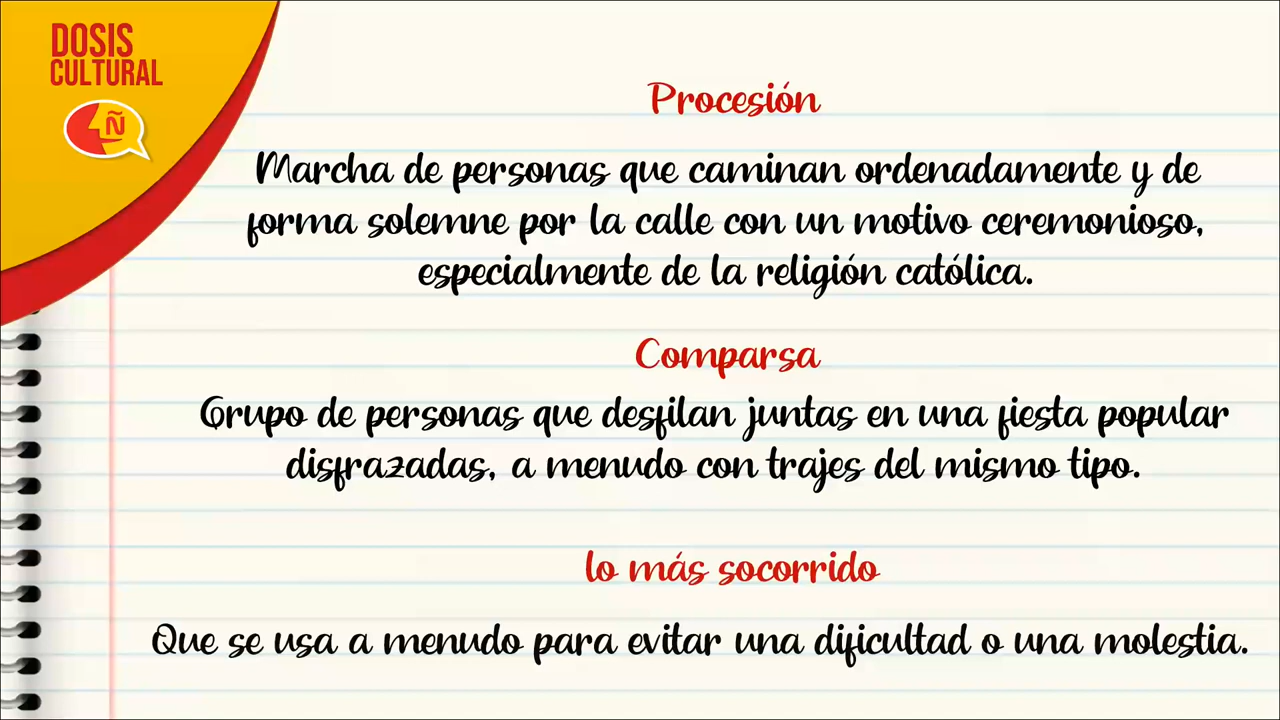 DOSIS
CULTURAL
Ñ
Procesión
Marcha de personas que caminan ordenadamente y de
forma solemne por la calle con un motivo ceremonioso,
especialmente de la religión católica.
Comparsa
Grupo de personas que desfilan juntas en una fiesta popular
disfrazadas, a menudo con trajes del mismo tipo.
lo más socorrido
Que se usa a menudo para evitar una dificultad o una molestia.